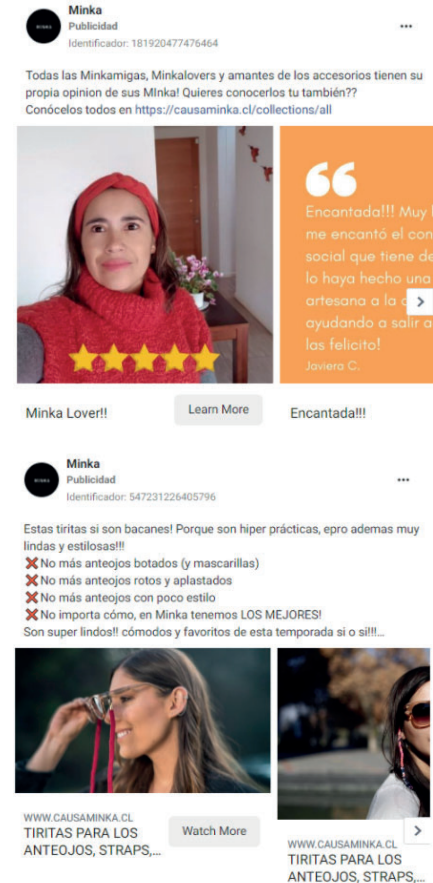 Minka
MINKA
Publicidad
Identificador: 181920477476464
Todas las Minkamigas, Minkalovers y amantes de los accesorios tienen su
propia opinion de sus MInka! Quieres conocerlos tu también??
Conócelos todos en https://causaminka.cl/collections/all
Encantada!!! Muy
me encantó el con
social que tiene de
lo haya hecho una
artesana a la
ayudando a salir a
las felicito!
Javiera C.
Minka Lover!!
Learn More
Encantada!!!
Minka
MINKA
Publicidad
Identificador: 547231226405796
Estas tiritas si son bacanes! Porque son hiper prácticas, epro ademas muy
lindas y estilosas!!!
❌No más anteojos botados (y mascarillas)
❌No más anteojos rotos y aplastados
❌No más anteojos con poco estilo
❌No importa cómo, en Minka tenemos LOS MEJORES!
Son super lindos!! cómodos y favoritos de esta temporada si o si!!!...
WWW.CAUSAMINKA.CL
TIRITAS PARA LOS
ANTEOJOS, STRAPS,...
Watch More
WWW.CAUSAMINKA.CL
TIRITAS PARA LOS
ANTEOJOS, STRAPS,...